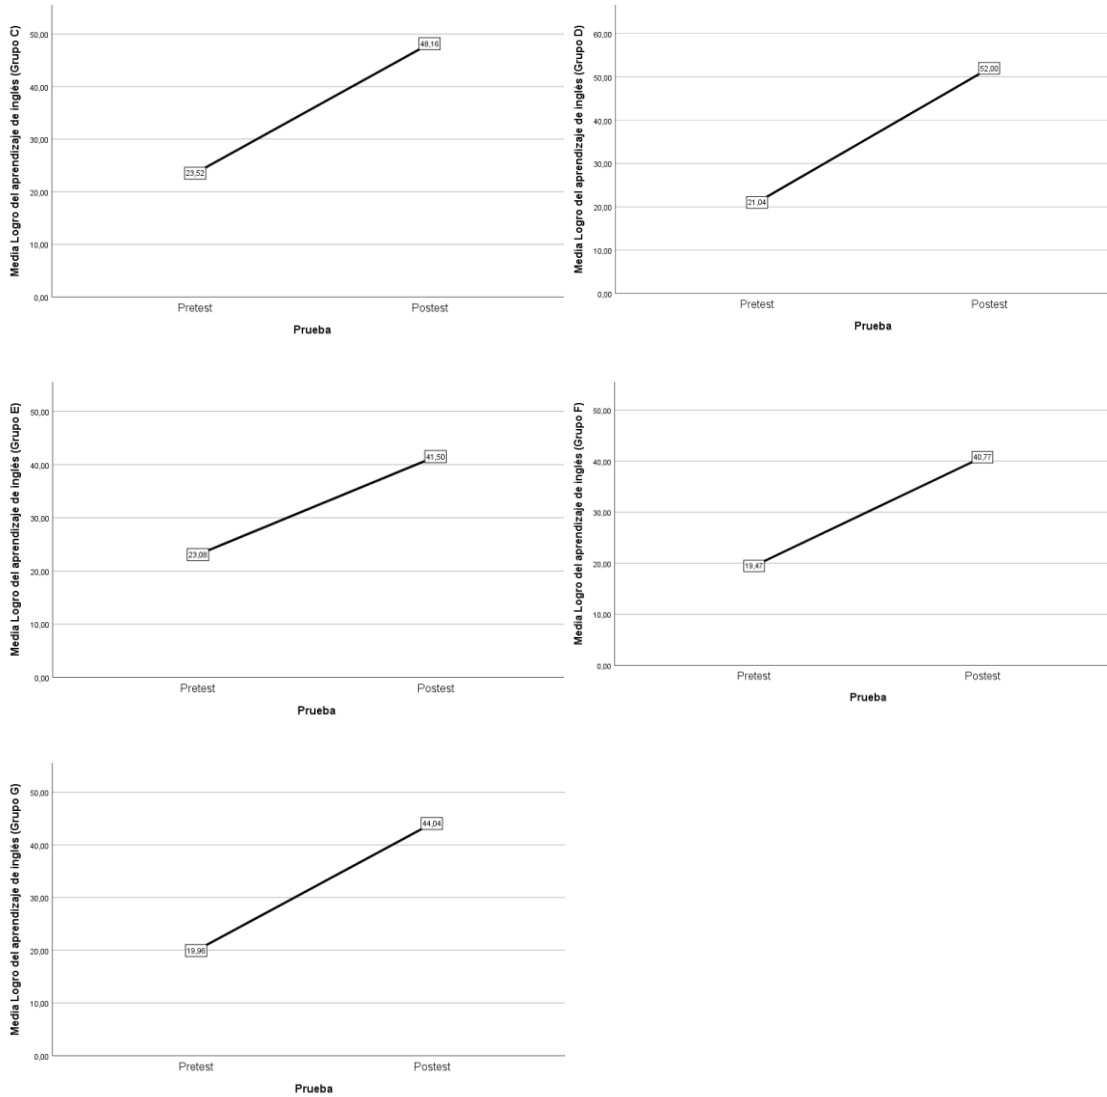 Media Logro del aprendizaje de inglés (Grupo C)
50,00
40,00
30,00
20,00
10,00
0,00
48,16
23,52
Pretest
Postest
Prueba
Media Logro del aprendizaje de inglés (Grupo D)
60,00
50,00
40,00
30,00
20,00
10,00
0,00
52,00
21,04
Pretest
Postest
Prueba
Media Logro del aprendizaje de inglés (Grupo E)
50,00
40,00
30,00
20,00
10,00
0,00
41,50
23,08
Pretest
Postest
Prueba
Media Logro del aprendizaje de inglés (Grupo F)
50,00
40,00
30,00
20,00
10,00
0,00
40,77
19,47
Pretest
Postest
Prueba
Media Logro del aprendizaje de inglés (Grupo G)
50,00
40,00
30,00
20,00
10,00
0,00
44,04
19,96
Pretest
Postest
Prueba